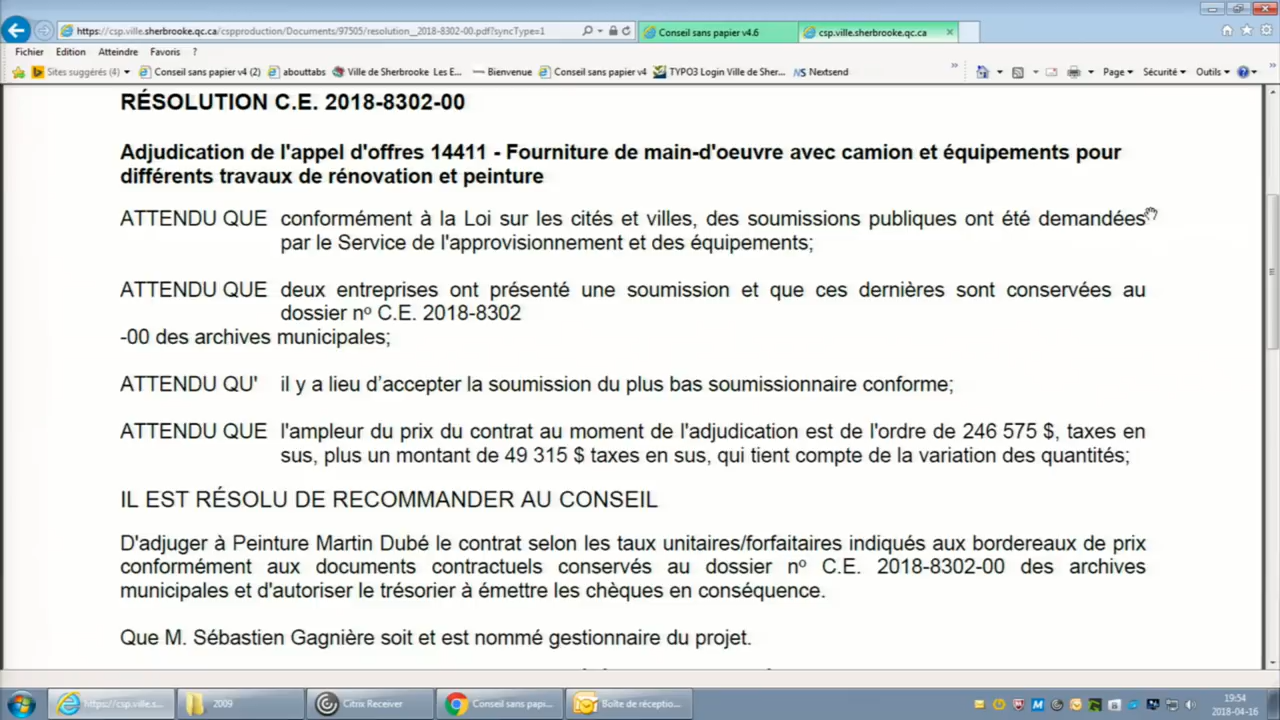 https://csp.ville.sherbrooke.qc.ca/cspproduction/Documents/97505/resolution__2018-8302-00.pdf?syncType=1
Conseil sans papier v4.6
csp.ville.sherbrooke.qc.ca
Fichier Edition Atteindre Favoris ?
Sites suggérés (4) Conseil sans papier v4 (2) abouttabs Ville de Sherbrooke Les E... Bienvenue Conseil sans papier v4 TYPO3 Login Ville de Sher... Nextsend Page Sécurité Outils
RÉSOLUTION C.E. 2018-8302-00
Adjudication de l'appel d'offres 14411 - Fourniture de main-d'oeuvre avec camion et équipements pour
différents travaux de rénovation et peinture
ATTENDU QUE conformément à la Loi sur les cités et villes, des soumissions publiques ont été demandées
par le Service de l'approvisionnement et des équipements;
ATTENDU QUE deux entreprises ont présenté une soumission et que ces dernières sont conservées au
dossier nº C.E. 2018-8302
-00 des archives municipales;
ATTENDU QU' il y a lieu d’accepter la soumission du plus bas soumissionnaire conforme;
ATTENDU QUE l'ampleur du prix du contrat au moment de l'adjudication est de l'ordre de 246 575 $, taxes en
sus, plus un montant de 49 315 $ taxes en sus, qui tient compte de la variation des quantités;
IL EST RÉSOLU DE RECOMMANDER AU CONSEIL
D'adjuger à Peinture Martin Dubé le contrat selon les taux unitaires/forfaitaires indiqués aux bordereaux de prix
conformément aux documents contractuels conservés au dossier nº C.E. 2018-8302-00 des archives
municipales et d'autoriser le trésorier à émettre les chèques en conséquence.
Que M. Sébastien Gagnière soit et est nommé gestionnaire du projet.
https://csp.ville.s... 2009 Citrix Receiver Conseil sans papi... Boîte de réceptio...
19:54
2018-04-16